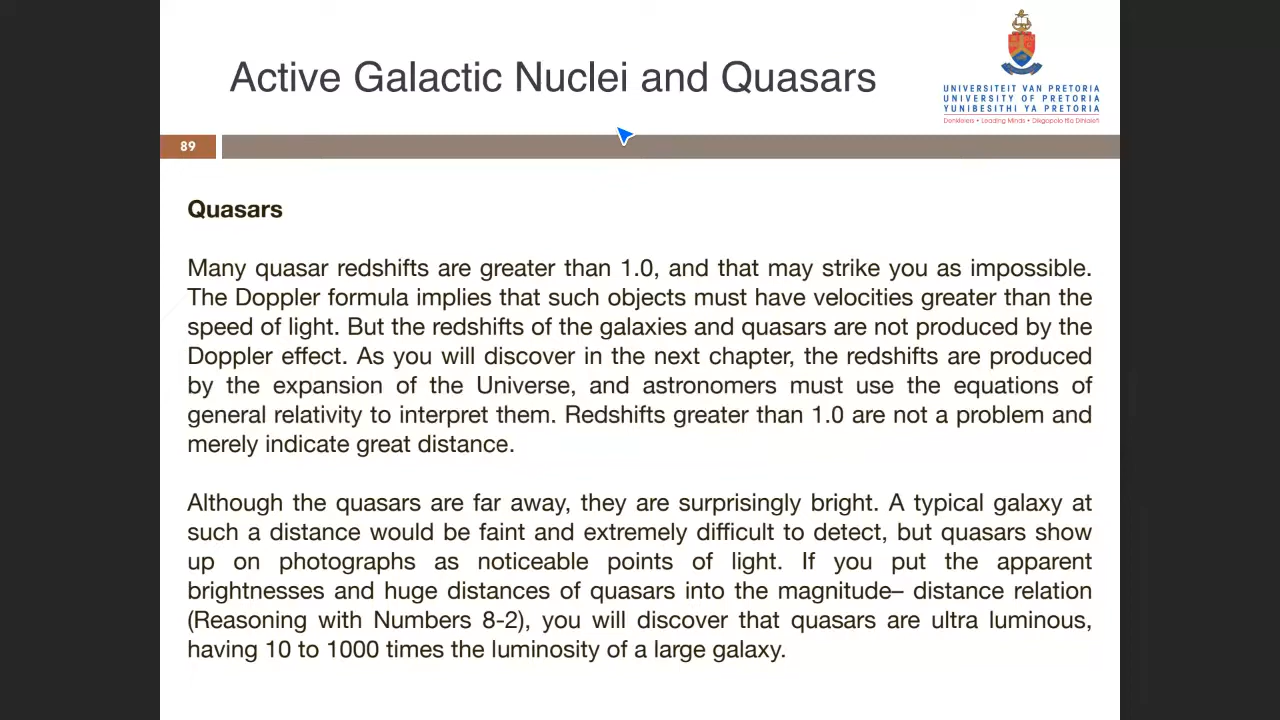 Active Galactic Nuclei and Quasars
UNIVERSITEIT VAN PRETORIA
UNIVERSITY OF PRETORIA
YUNIBESITHI YA PRETORIA
Denkleiers • Leading Minds • Dikgopolo tša Dihlalefi
89
Quasars
Many quasar redshifts are greater than 1.0, and that may strike you as impossible.
The Doppler formula implies that such objects must have velocities greater than the
speed of light. But the redshifts of the galaxies and quasars are not produced by the
Doppler effect. As you will discover in the next chapter, the redshifts are produced
by the expansion of the Universe, and astronomers must use the equations of
general relativity to interpret them. Redshifts greater than 1.0 are not a problem and
merely indicate great distance.
Although the quasars are far away, they are surprisingly bright. A typical galaxy at
such a distance would be faint and extremely difficult to detect, but quasars show
up on photographs as noticeable points of light. If you put the apparent
brightnesses and huge distances of quasars into the magnitude– distance relation
(Reasoning with Numbers 8-2), you will discover that quasars are ultra luminous,
having 10 to 1000 times the luminosity of a large galaxy.